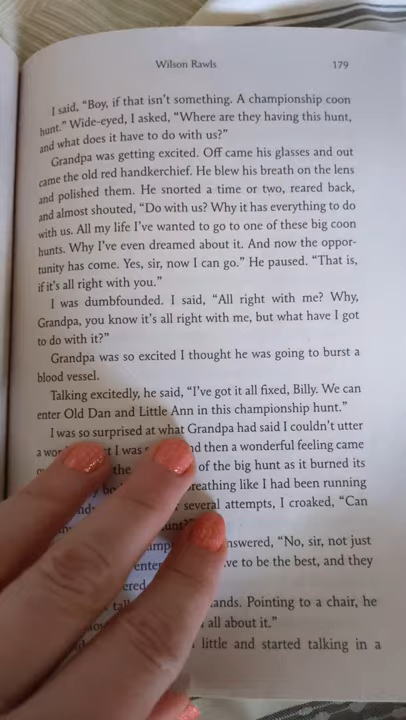 Wilson Rawls 179
I said, “Boy, if that isn’t something. A championship coon
hunt.” Wide-eyed, I asked, “Where are they having this hunt,
and what does it have to do with us?”
Grandpa was getting excited. Off came his glasses and out
came the old red handkerchief. He blew his breath on the lens
and polished them. He snorted a time or two, reared back,
and almost shouted, “Do with us? Why it has everything to do
with us. All my life I’ve wanted to go to one of these big coon
hunts. Why I’ve even dreamed about it. And now the oppor-
tunity has come. Yes, sir, now I can go.” He paused. “That is,
if it’s all right with you.”
I was dumbfounded. I said, “All right with me? Why,
Grandpa, you know it’s all right with me, but what have I got
to do with it?”
Grandpa was so excited I thought he was going to burst a
blood vessel.
Talking excitedly, he said, “I’ve got it all fixed, Billy. We can
enter Old Dan and Little Ann in this championship hunt.”
I was so surprised at what Grandpa had said I couldn’t utter
I was then a wonderful feeling came
the of the big hunt as it burned its
like I had been running
several attempts, I croaked, “Can
“No, sir, not just
to be the best, and they
Pointing to a chair, he
all about it.”
little and started talking in a